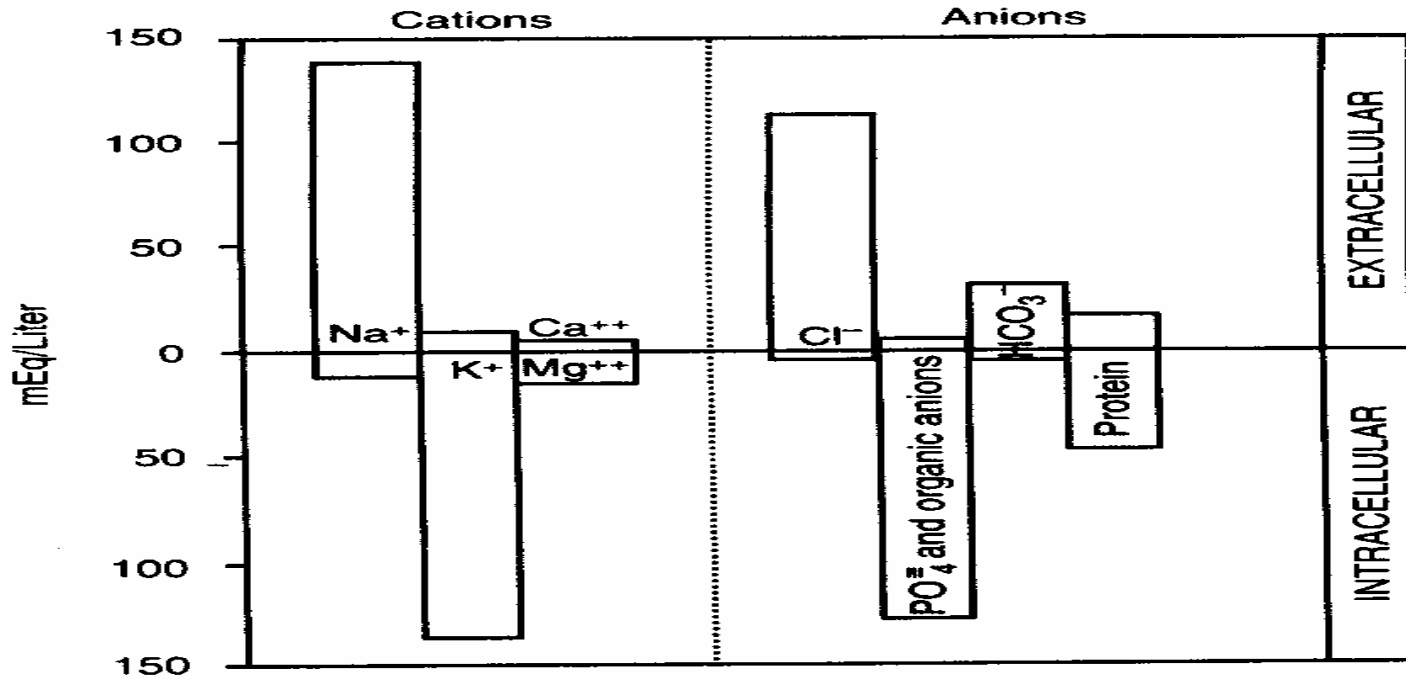 Cations
Anions
150
100
50
0
50
100
150
mEq/Liter
Na⁺
K⁺
Ca⁺⁺
Mg⁺⁺
Cl⁻
PO₄≡ and organic anions
HCO₃⁻
Protein
EXTRACELLULAR
INTRACELLULAR